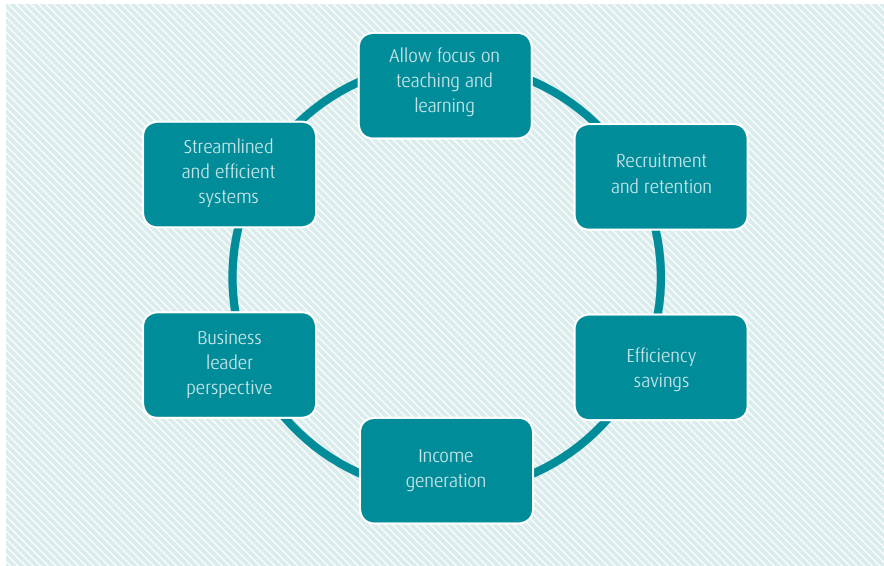 Allow focus on
teaching and
learning
Recruitment
and retention
Efficiency
savings
Income
generation
Business
leader
perspective
Streamlined
and efficient
systems